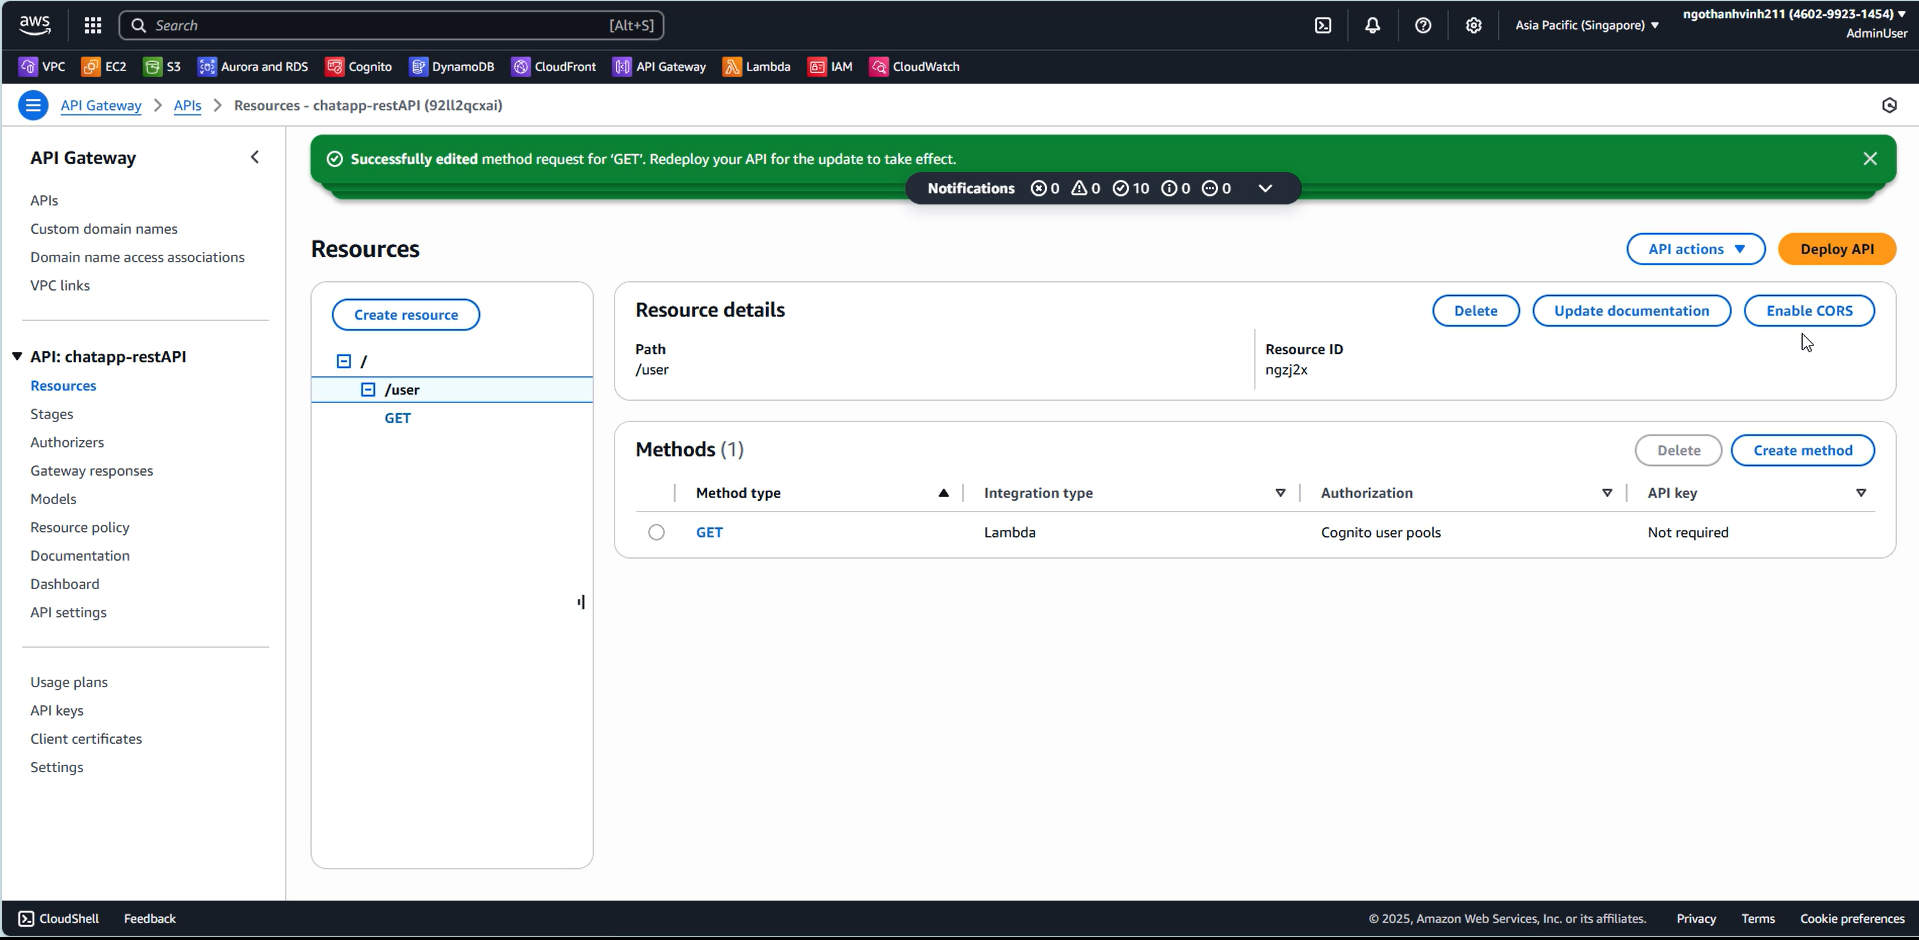 aws
Search [Alt+S]
Asia Pacific (Singapore) ▼
ngothanhvinh211 (4602-9923-1454) ▼
AdminUser
VPC EC2 S3 Aurora and RDS Cognito DynamoDB CloudFront API Gateway Lambda IAM CloudWatch
API Gateway > APIs > Resources - chatapp-restAPI (92ll2qcxai)
API Gateway
APIs
Custom domain names
Domain name access associations
VPC links
API: chatapp-restAPI
Resources
Stages
Authorizers
Gateway responses
Models
Resource policy
Documentation
Dashboard
API settings
Usage plans
API keys
Client certificates
Settings
Successfully edited method request for ‘GET’. Redeploy your API for the update to take effect.
Notifications 0 0 10 0 0
Resources
API actions ▼ Deploy API
Create resource
/
/user
GET
Resource details
Delete Update documentation Enable CORS
Path
/user
Resource ID
ngzj2x
Methods (1)
Delete Create method
Method type Integration type Authorization API key
GET Lambda Cognito user pools Not required
CloudShell Feedback
© 2025, Amazon Web Services, Inc. or its affiliates. Privacy Terms Cookie preferences